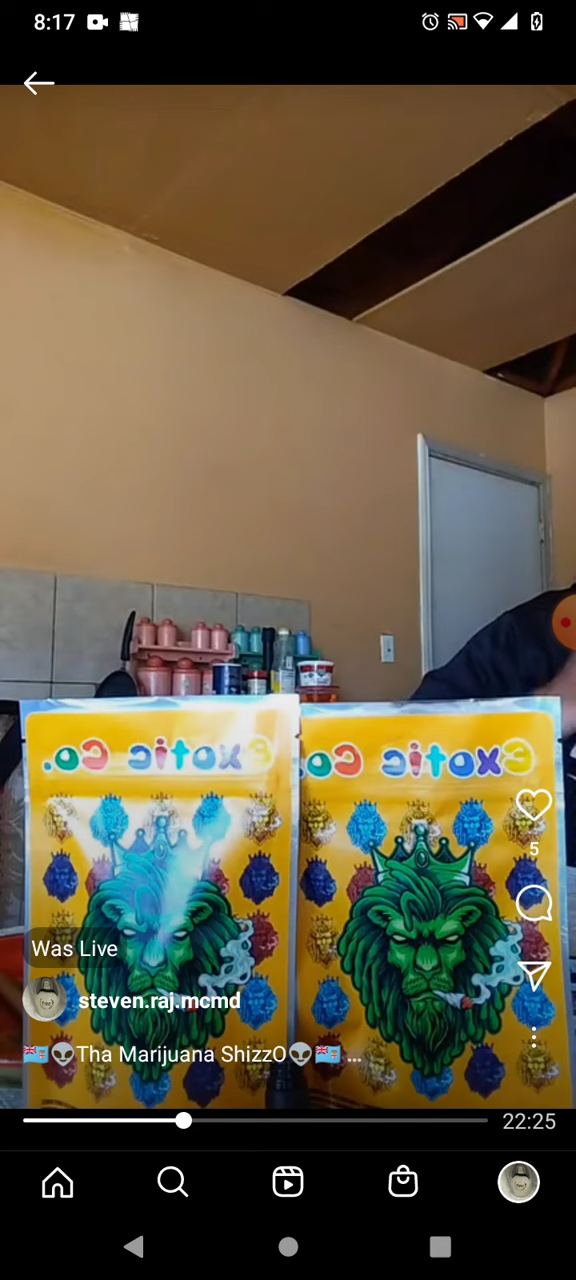 8:17
Exotic Co.
Exotic Co.
Was Live
5
steven.raj.mcmd
🇫🇯👽Tha Marijuana ShizzO👽🇫🇯 ...
22:25